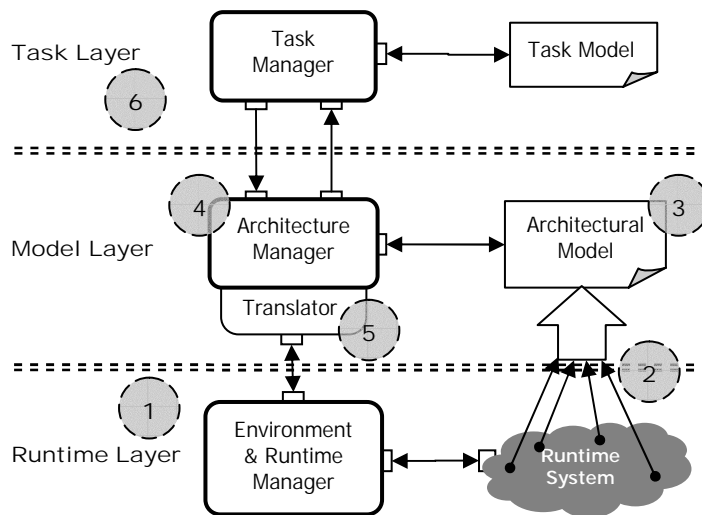 Task Layer
Task
Manager
Task Model
6
Model Layer
4
Architecture
Manager
Architectural
Model
3
Translator
5
2
1
Runtime Layer
Environment
& Runtime
Manager
Runtime
System